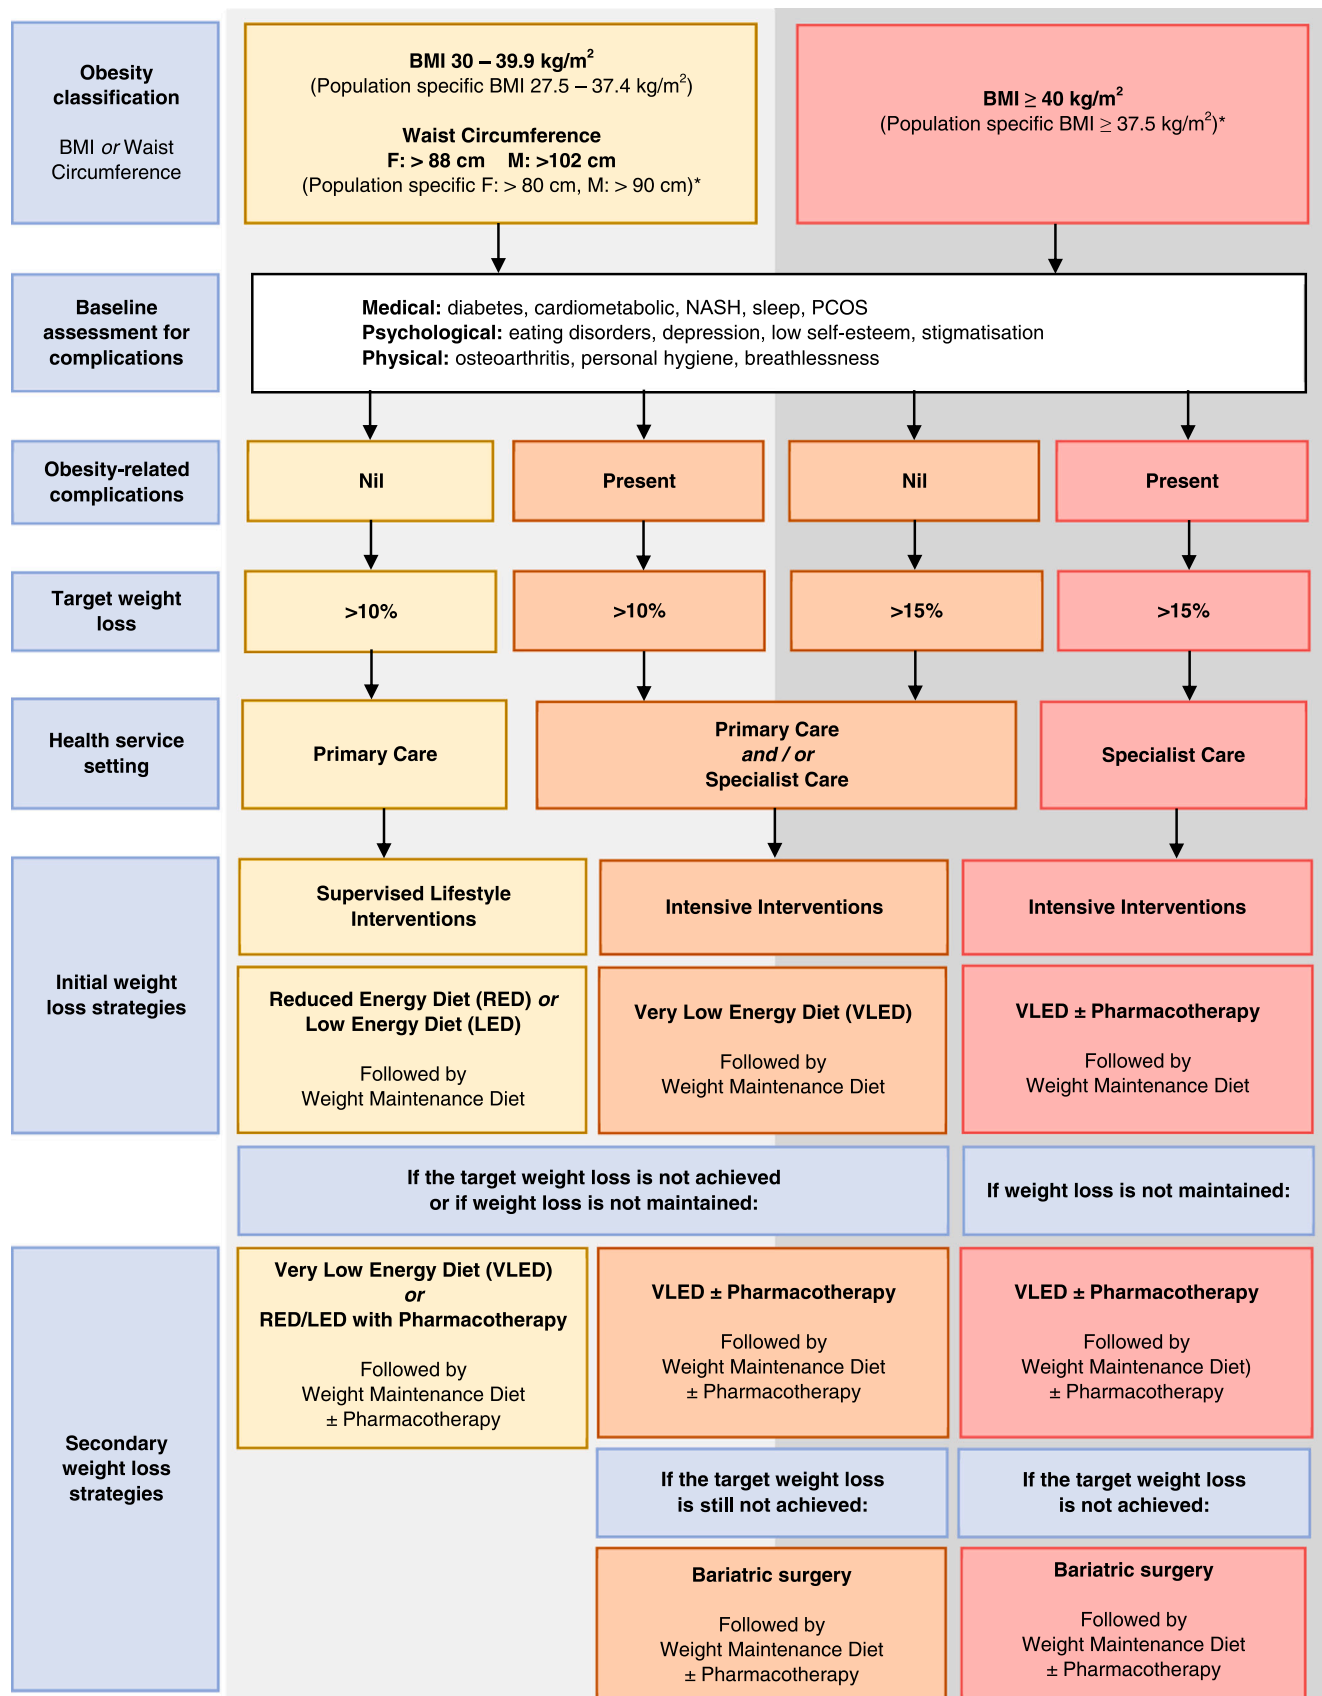 Obesity
classification
BMI or Waist
Circumference
BMI 30 – 39.9 kg/m²
(Population specific BMI 27.5 – 37.4 kg/m²)
Waist Circumference
F: > 88 cm M: >102 cm
(Population specific F: > 80 cm, M: > 90 cm)*
BMI ≥ 40 kg/m²
(Population specific BMI ≥ 37.5 kg/m²)*
Baseline
assessment for
complications
Medical: diabetes, cardiometabolic, NASH, sleep, PCOS
Psychological: eating disorders, depression, low self-esteem, stigmatisation
Physical: osteoarthritis, personal hygiene, breathlessness
Obesity-related
complications
Nil
Present
Nil
Present
Target weight
loss
>10%
>10%
>15%
>15%
Health service
setting
Primary Care
Primary Care
and / or
Specialist Care
Specialist Care
Initial weight
loss strategies
Supervised Lifestyle
Interventions
Intensive Interventions
Intensive Interventions
Reduced Energy Diet (RED) or
Low Energy Diet (LED)
Followed by
Weight Maintenance Diet
Very Low Energy Diet (VLED)
Followed by
Weight Maintenance Diet
VLED ± Pharmacotherapy
Followed by
Weight Maintenance Diet
If the target weight loss is not achieved
or if weight loss is not maintained:
If weight loss is not maintained:
Secondary
weight loss
strategies
Very Low Energy Diet (VLED)
or
RED/LED with Pharmacotherapy
Followed by
Weight Maintenance Diet
± Pharmacotherapy
VLED ± Pharmacotherapy
Followed by
Weight Maintenance Diet
± Pharmacotherapy
VLED ± Pharmacotherapy
Followed by
Weight Maintenance Diet)
± Pharmacotherapy
If the target weight loss
is still not achieved:
If the target weight loss
is not achieved:
Bariatric surgery
Followed by
Weight Maintenance Diet
± Pharmacotherapy
Bariatric surgery
Followed by
Weight Maintenance Diet
± Pharmacotherapy